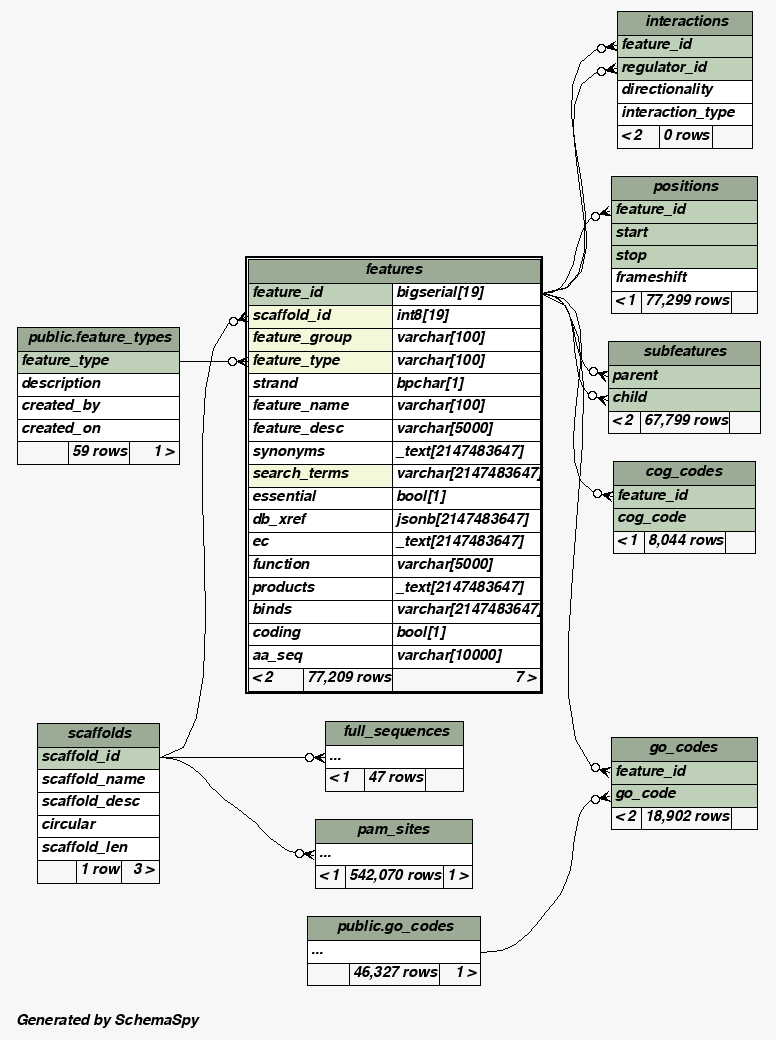 interactions
feature_id
regulator_id
directionality
interaction_type
< 2 0 rows
positions
feature_id
start
stop
frameshift
< 1 77,299 rows
features
feature_id bigserial[19]
scaffold_id int8[19]
feature_group varchar[100]
feature_type varchar[100]
strand bpchar[1]
feature_name varchar[100]
feature_desc varchar[5000]
synonyms _text[2147483647]
search_terms varchar[2147483647]
essential bool[1]
db_xref jsonb[2147483647]
ec _text[2147483647]
function varchar[5000]
products _text[2147483647]
binds varchar[2147483647]
coding bool[1]
aa_seq varchar[10000]
< 2 77,209 rows 7 >
public.feature_types
feature_type
description
created_by
created_on
59 rows 1 >
subfeatures
parent
child
< 2 67,799 rows
cog_codes
feature_id
cog_code
< 1 8,044 rows
scaffolds
scaffold_id
scaffold_name
scaffold_desc
circular
scaffold_len
1 row 3 >
full_sequences
...
< 1 47 rows
pam_sites
...
< 1 542,070 rows 1 >
go_codes
feature_id
go_code
< 2 18,902 rows
public.go_codes
...
46,327 rows 1 >
Generated by SchemaSpy